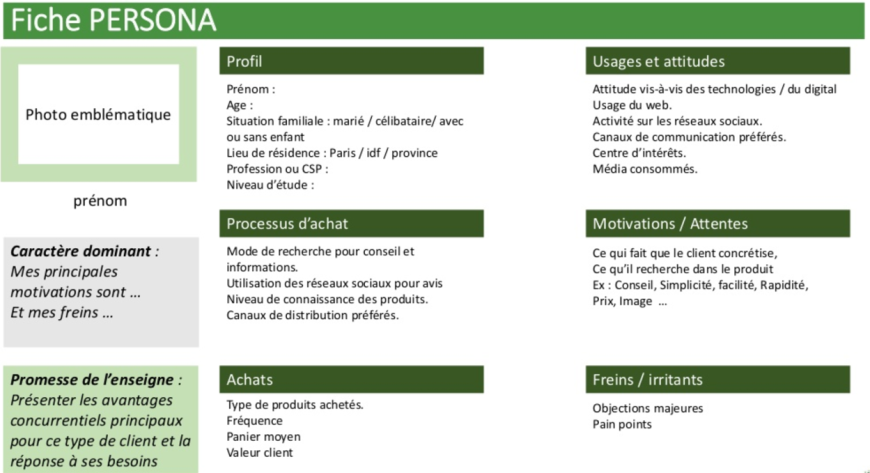 Fiche PERSONA
Photo emblématique
prénom
Caractère dominant :
Mes principales
motivations sont ...
Et mes freins ...
Promesse de l'enseigne :
Présenter les avantages
concurrentiels principaux
pour ce type de client et la
réponse à ses besoins
Profil
Prénom :
Age :
Situation familiale : marié / célibataire/ avec
ou sans enfant
Lieu de résidence : Paris / idf / province
Profession ou CSP :
Niveau d'étude :
Processus d'achat
Mode de recherche pour conseil et
informations.
Utilisation des réseaux sociaux pour avis
Niveau de connaissance des produits.
Canaux de distribution préférés.
Achats
Type de produits achetés.
Fréquence
Panier moyen
Valeur client
Usages et attitudes
Attitude vis-à-vis des technologies / du digital
Usage du web.
Activité sur les réseaux sociaux.
Canaux de communication préférés.
Centre d'intérêts.
Média consommés.
Motivations / Attentes
Ce qui fait que le client concrétise,
Ce qu'il recherche dans le produit
Ex : Conseil, Simplicité, facilité, Rapidité,
Prix, Image ...
Freins / irritants
Objections majeures
Pain points